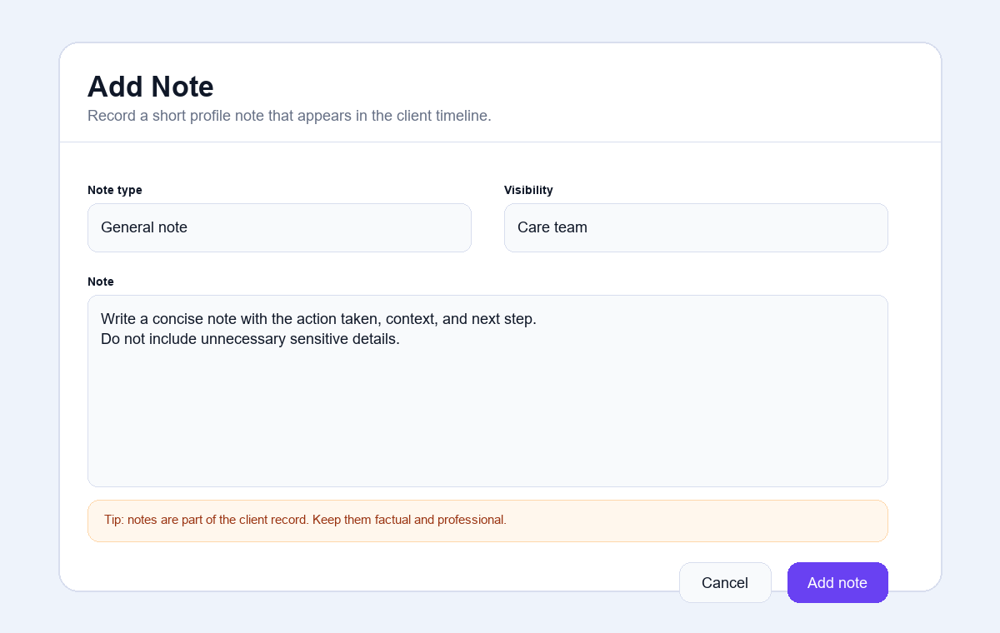 Add Note
Record a short profile note that appears in the client timeline.
Note type
Visibility
General note
Care team
Note
Write a concise note with the action taken, context, and next step.
Do not include unnecessary sensitive details.
Tip: notes are part of the client record. Keep them factual and professional.
Cancel
Add note